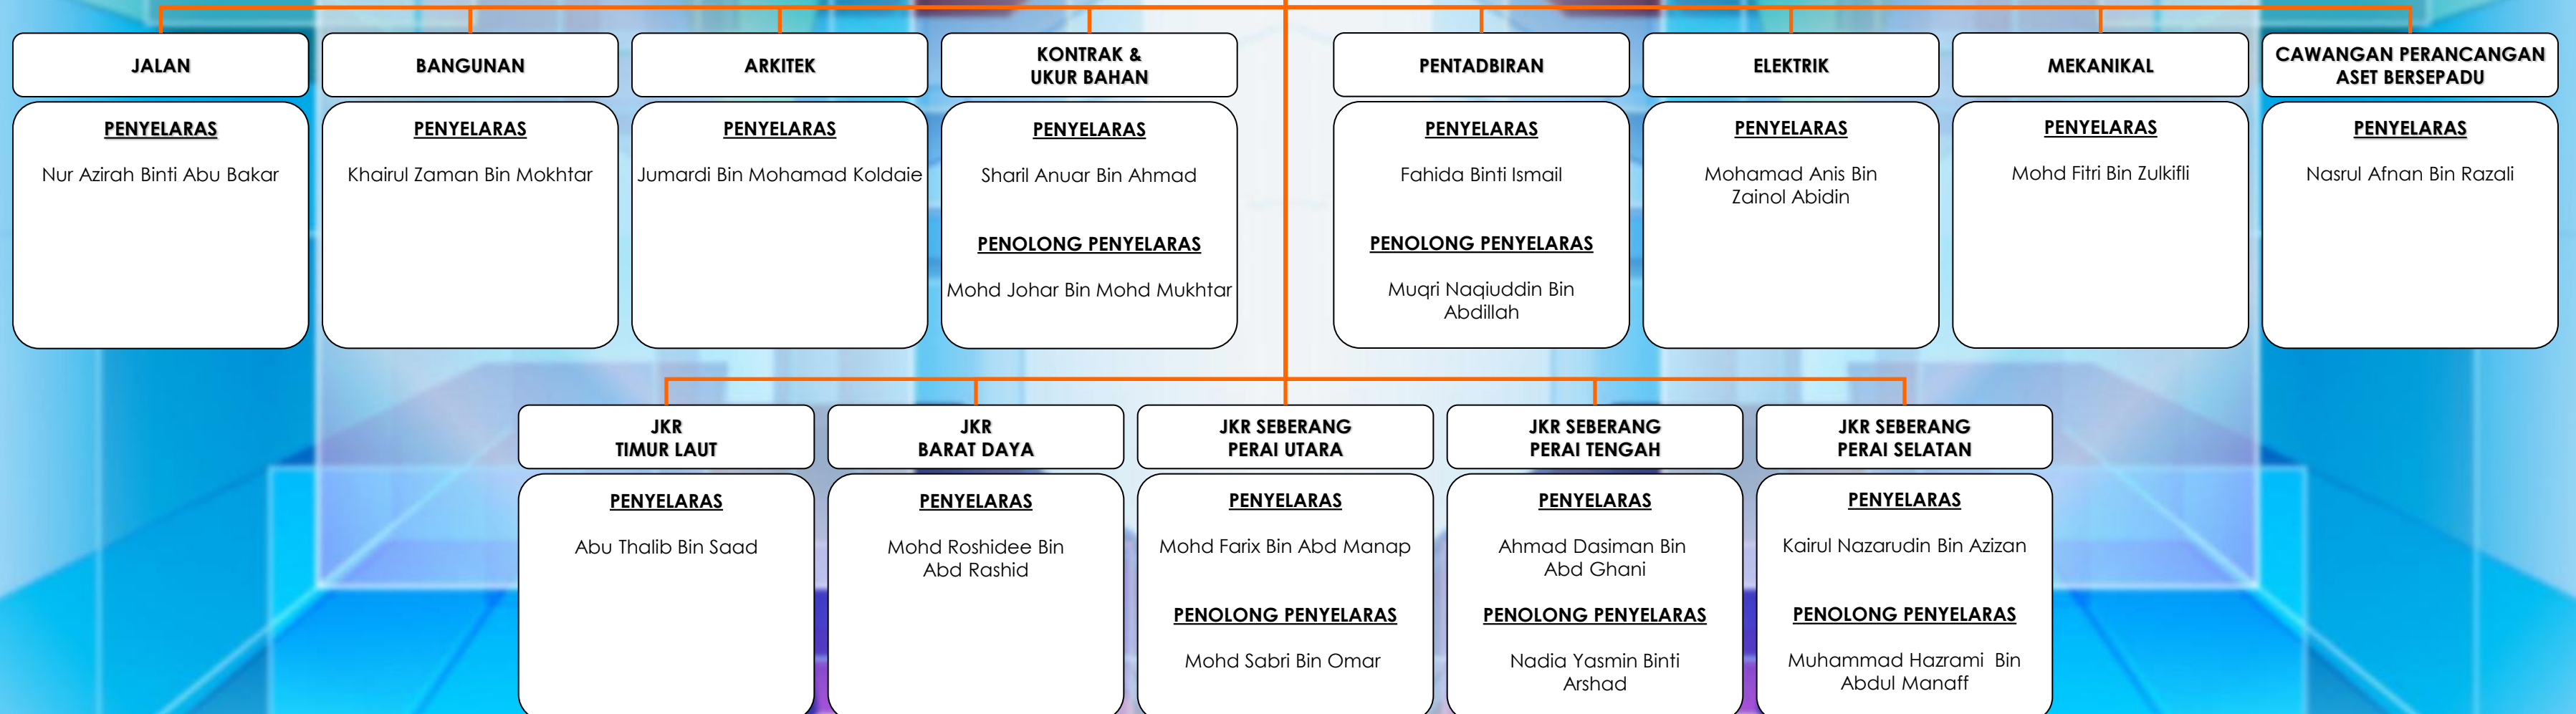 JALAN
PENYELARAS
Nur Azirah Binti Abu Bakar
BANGUNAN
PENYELARAS
Khairul Zaman Bin Mokhtar
ARKITEK
PENYELARAS
Jumardi Bin Mohamad Koldaie
KONTRAK &
UKUR BAHAN
PENYELARAS
Sharil Anuar Bin Ahmad
PENOLONG PENYELARAS
Mohd Johar Bin Mohd Mukhtar
PENTADBIRAN
PENYELARAS
Fahida Binti Ismail
PENOLONG PENYELARAS
Muqri Naqiuddin Bin
Abdillah
ELEKTRIK
PENYELARAS
Mohamad Anis Bin
Zainol Abidin
MEKANIKAL
PENYELARAS
Mohd Fitri Bin Zulkifli
CAWANGAN PERANCANGAN
ASET BERSEPADU
PENYELARAS
Nasrul Afnan Bin Razali
JKR
TIMUR LAUT
PENYELARAS
Abu Thalib Bin Saad
JKR
BARAT DAYA
PENYELARAS
Mohd Roshidee Bin
Abd Rashid
JKR SEBERANG
PERAI UTARA
PENYELARAS
Mohd Farix Bin Abd Manap
PENOLONG PENYELARAS
Mohd Sabri Bin Omar
JKR SEBERANG
PERAI TENGAH
PENYELARAS
Ahmad Dasiman Bin
Abd Ghani
PENOLONG PENYELARAS
Nadia Yasmin Binti
Arshad
JKR SEBERANG
PERAI SELATAN
PENYELARAS
Kairul Nazarudin Bin Azizan
PENOLONG PENYELARAS
Muhammad Hazrami  Bin
Abdul Manaff